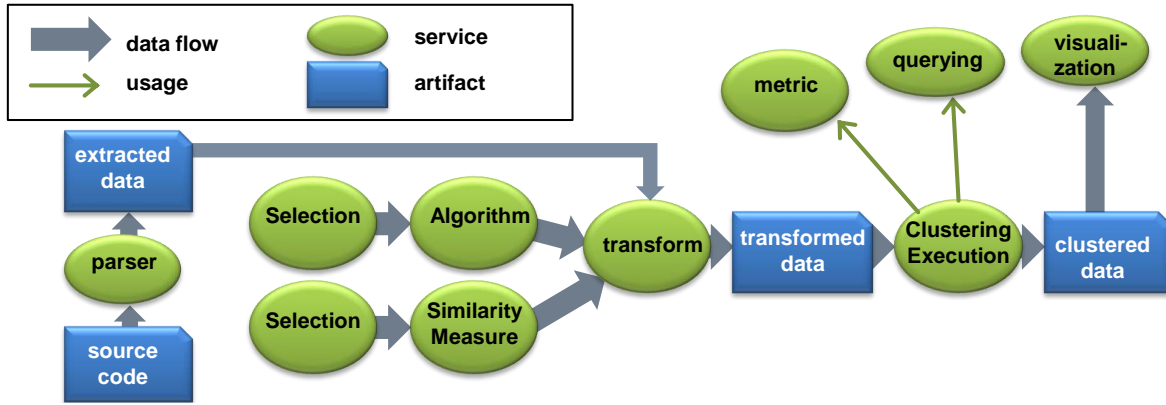 data flow
service
usage
artifact
metric
querying
visuali-
zation
extracted
data
Selection
Algorithm
transform
transformed
data
Clustering
Execution
clustered data
parser
Selection
Similarity
Measure
source
code